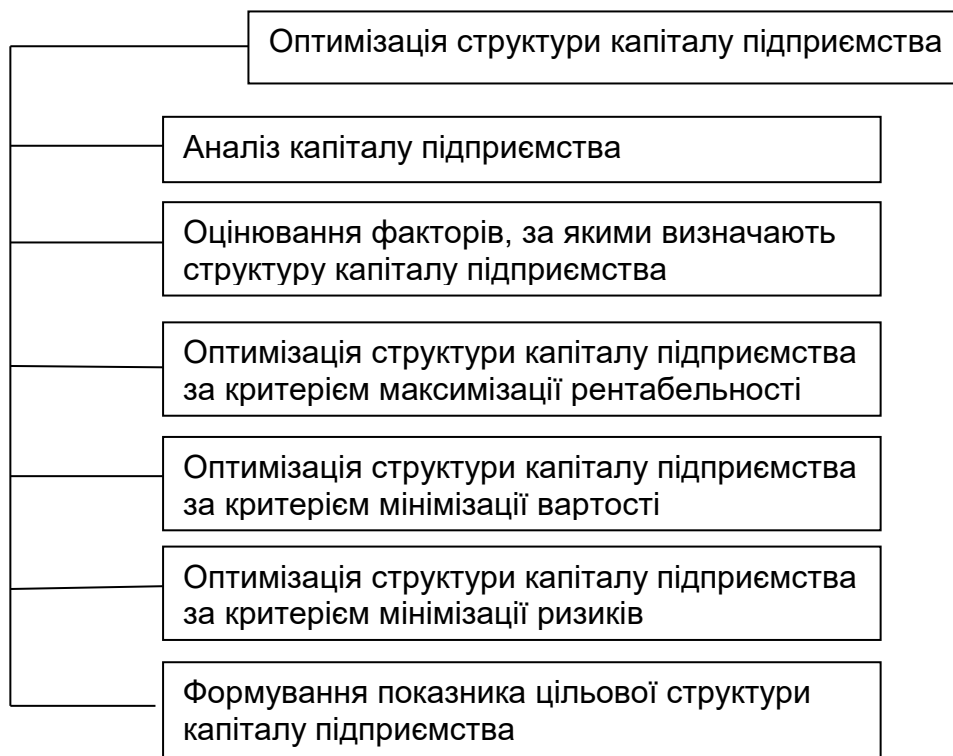 Оптимізація структури капіталу підприємства
Аналіз капіталу підприємства
Оцінювання факторів, за якими визначають
структуру капіталу підприємства
Оптимізація структури капіталу підприємства
за критерієм максимізації рентабельності
Оптимізація структури капіталу підприємства
за критерієм мінімізації вартості
Оптимізація структури капіталу підприємства
за критерієм мінімізації ризиків
Формування показника цільової структури
капіталу підприємства